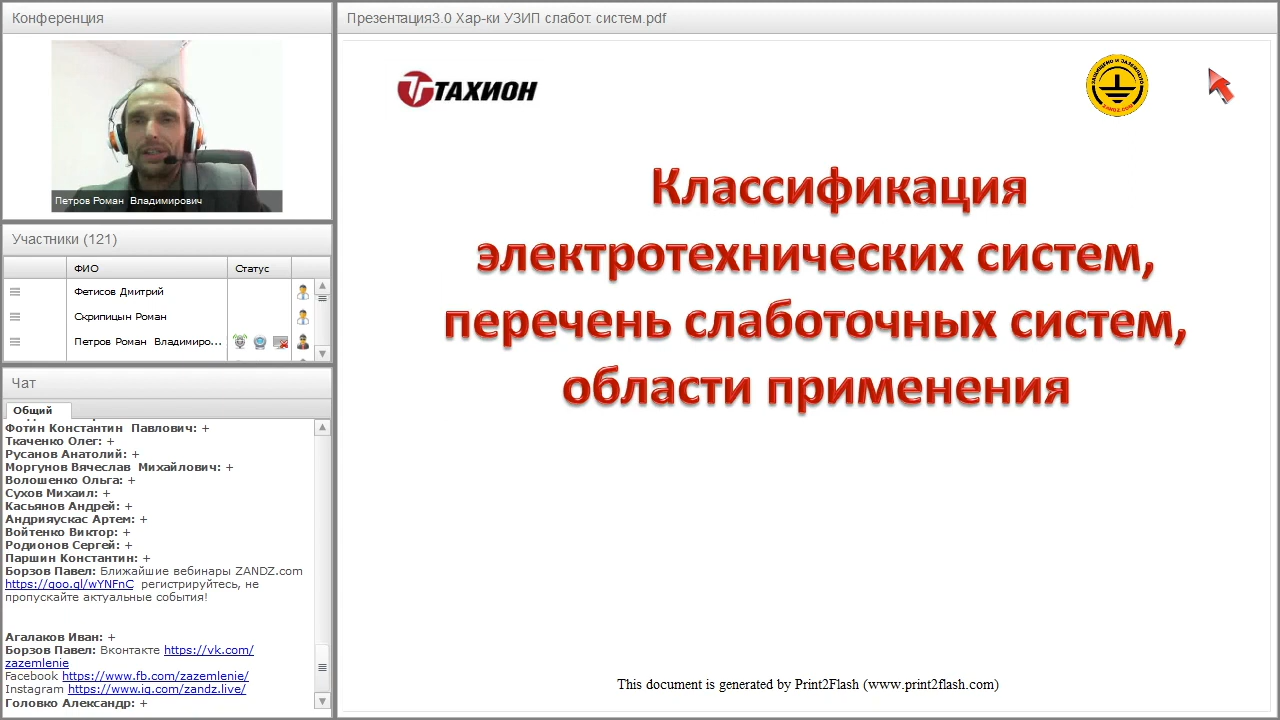 Конференция
Петров Роман Владимирович
Участники (121)
ФИО
Статус
Фетисов Дмитрий
Скрипицын Роман
Петров Роман Владимиро...
Чат
Общий
Фотин Константин Павлович: +
Ткаченко Олег: +
Русанов Анатолий: +
Моргунов Вячеслав Михайлович: +
Волошенко Ольга: +
Сухов Михаил: +
Касьянов Андрей: +
Андрияускас Артем: +
Войтенко Виктор: +
Родионов Сергей: +
Паршин Константин: +
Борзов Павел: Ближайшие вебинары ZANDZ.com
https://goo.gl/wYNFnC регистрируйтесь, не
пропускайте актуальные события!
Агалаков Иван: +
Борзов Павел: Вконтакте https://vk.com/
zazemlenie
Facebook https://www.fb.com/zazemlenie/
Instagram https://www.ig.com/zandz.live/
Головко Александр: +
Презентация3.0 Хар-ки УЗИП слабот. систем.pdf
ТАХИОН
ЗАЩИЩЕНО И ЗАЗЕМЛЕНО
ZANDZ.COM
Классификация
электротехнических систем,
перечень слаботочных систем,
области применения
This document is generated by Print2Flash (www.print2flash.com)